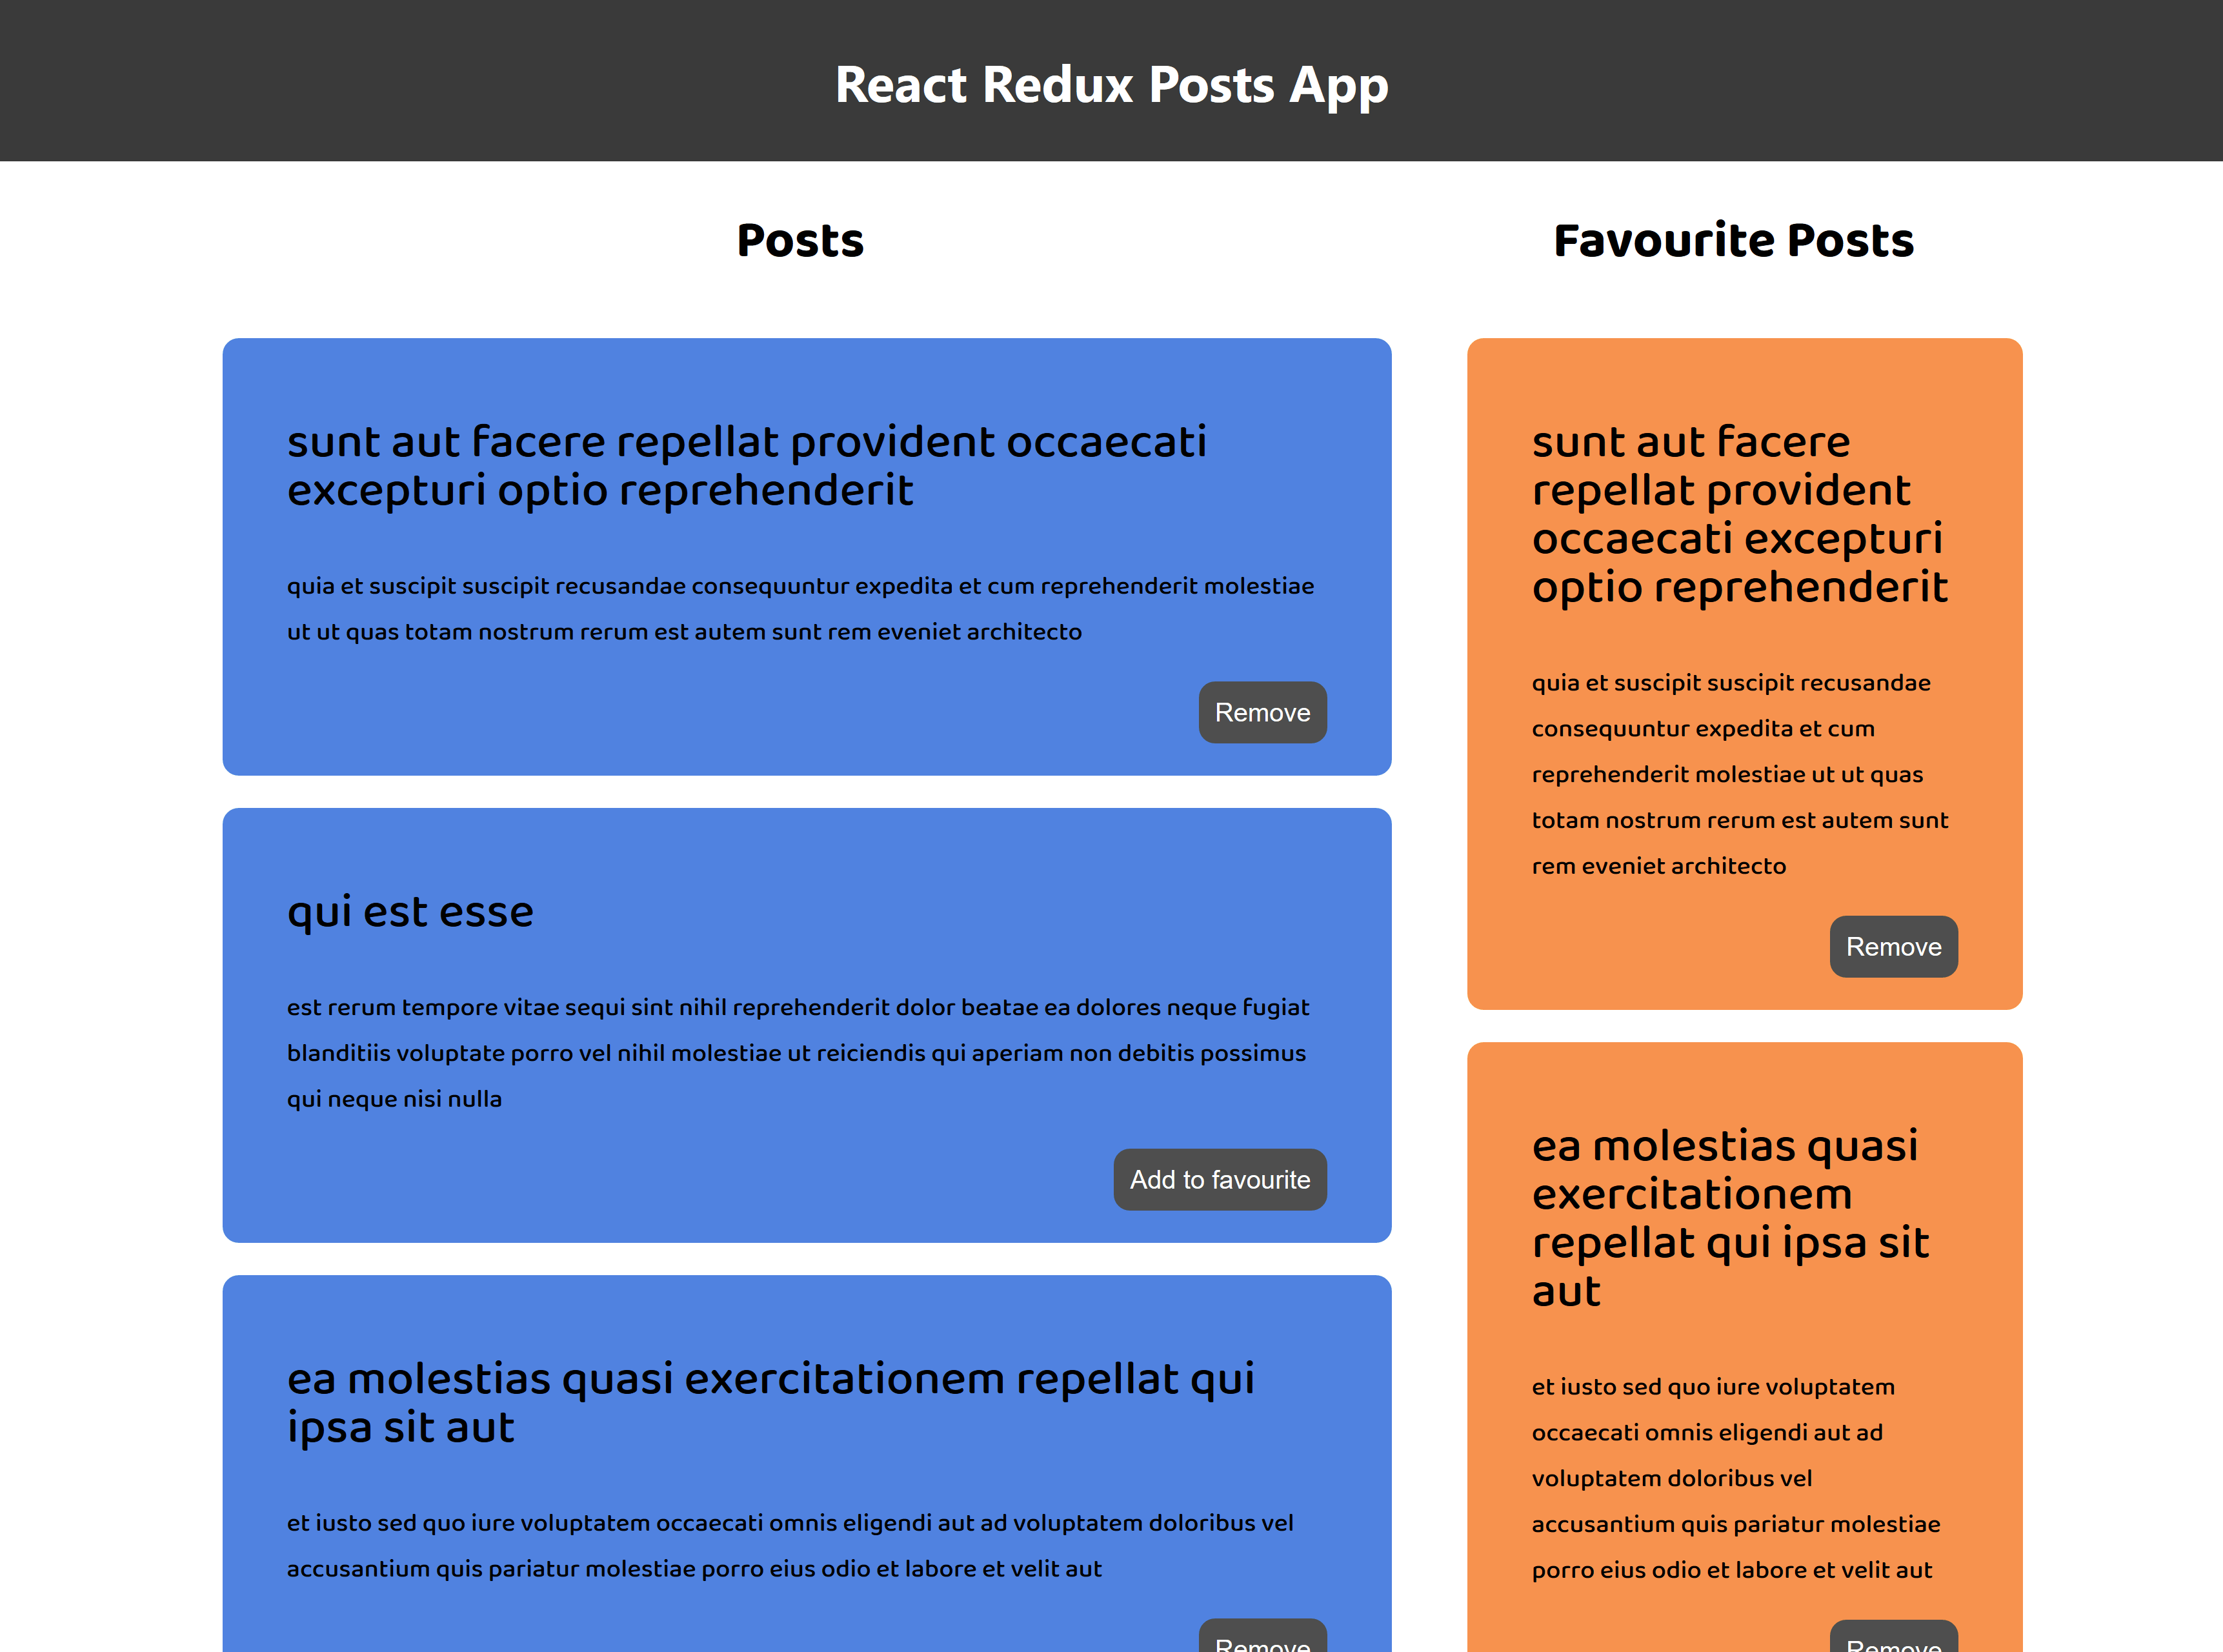 React Redux Posts App
Posts
sunt aut facere repellat provident occaecati
excepturi optio reprehenderit
quia et suscipit suscipit recusandae consequuntur expedita et cum reprehenderit molestiae
ut ut quas totam nostrum rerum est autem sunt rem eveniet architecto
Remove
qui est esse
est rerum tempore vitae sequi sint nihil reprehenderit dolor beatae ea dolores neque fugiat
blanditiis voluptate porro vel nihil molestiae ut reiciendis qui aperiam non debitis possimus
qui neque nisi nulla
Add to favourite
ea molestias quasi exercitationem repellat qui
ipsa sit aut
et iusto sed quo iure voluptatem occaecati omnis eligendi aut ad voluptatem doloribus vel
accusantium quis pariatur molestiae porro eius odio et labore et velit aut
Remove
Favourite Posts
sunt aut facere
repellat provident
occaecati excepturi
optio reprehenderit
quia et suscipit suscipit recusandae
consequuntur expedita et cum
reprehenderit molestiae ut ut quas
totam nostrum rerum est autem sunt
rem eveniet architecto
Remove
ea molestias quasi
exercitationem
repellat qui ipsa sit
aut
et iusto sed quo iure voluptatem
occaecati omnis eligendi aut ad
voluptatem doloribus vel
accusantium quis pariatur molestiae
porro eius odio et labore et velit aut
Remove